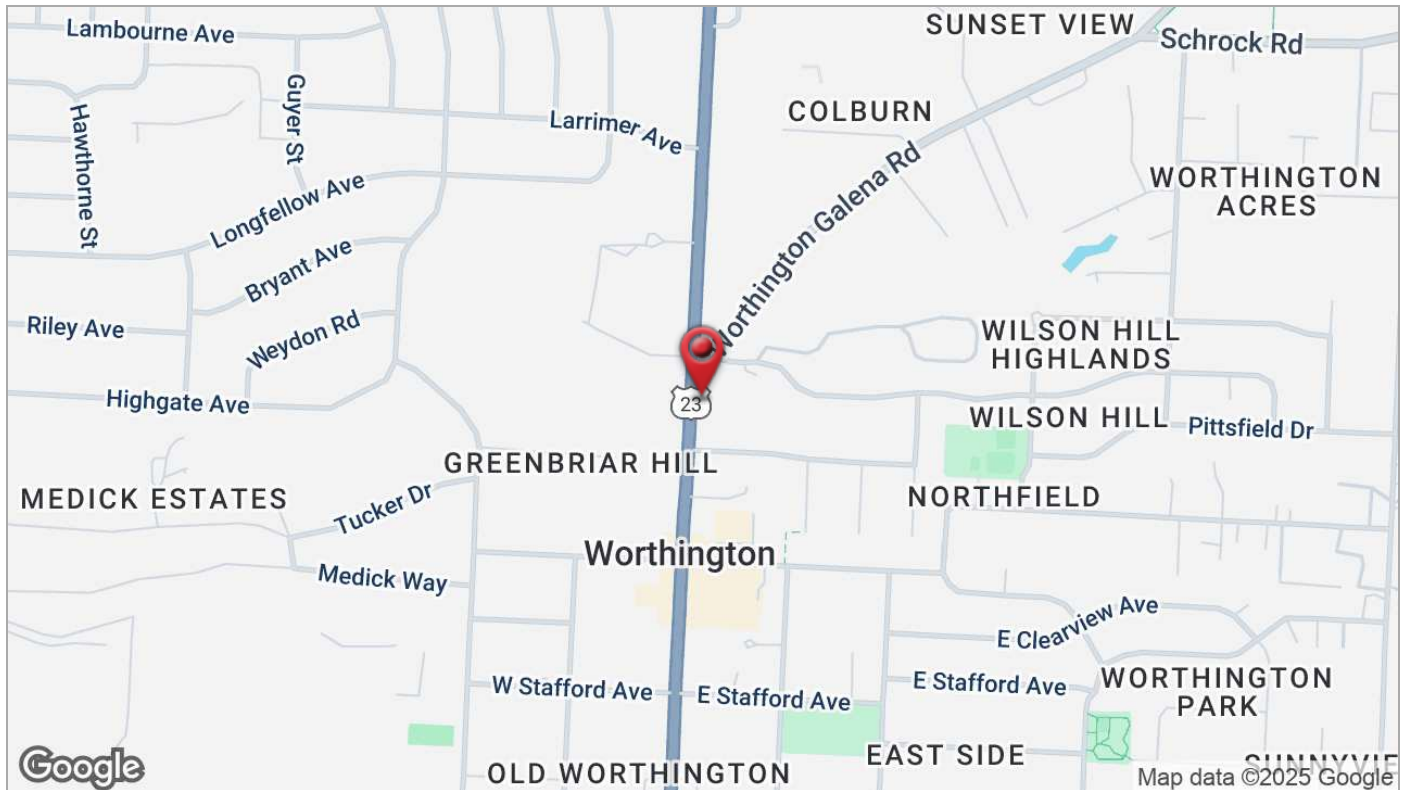 SUNSET VIEW
Lambourne Ave
Schrock Rd
Guyer St
COLBURN
Hawthorne St
Larrimer Ave
Worthington Galena Rd
WORTHINGTON
ACRES
Longfellow Ave
Bryant Ave
Riley Ave
Weydon Rd
WILSON HILL
HIGHLANDS
Highgate Ave
23
WILSON HILL
Pittsfield Dr
GREENBRIAR HILL
MEDICK ESTATES
Tucker Dr
NORTHFIELD
Worthington
Medick Way
E Clearview Ave
W Stafford Ave
E Stafford Ave
E Stafford Ave
WORTHINGTON
PARK
EAST SIDE
SUNNYVIE
OLD WORTHINGTON
Google
Map data ©2025 Google